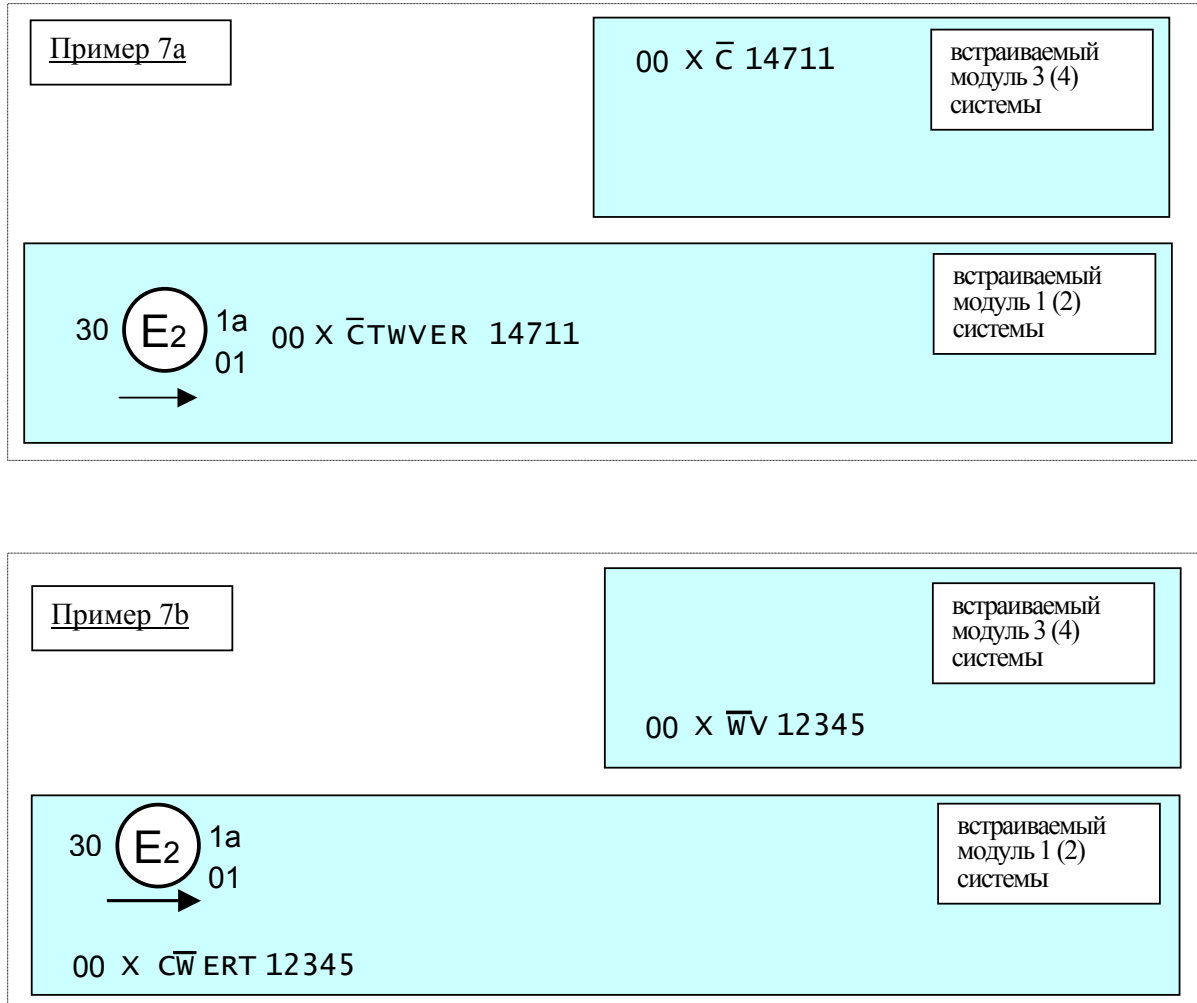 Пример 7а
00 X C̅ 14711
встраиваемый
модуль 3 (4)
системы
30 E2 1a
01
00 X C̅TWVER 14711
встраиваемый
модуль 1 (2)
системы
Пример 7b
встраиваемый
модуль 3 (4)
системы
00 X W̅V 12345
30 E2 1a
01
встраиваемый
модуль 1 (2)
системы
00 X CW̅ ERT 12345